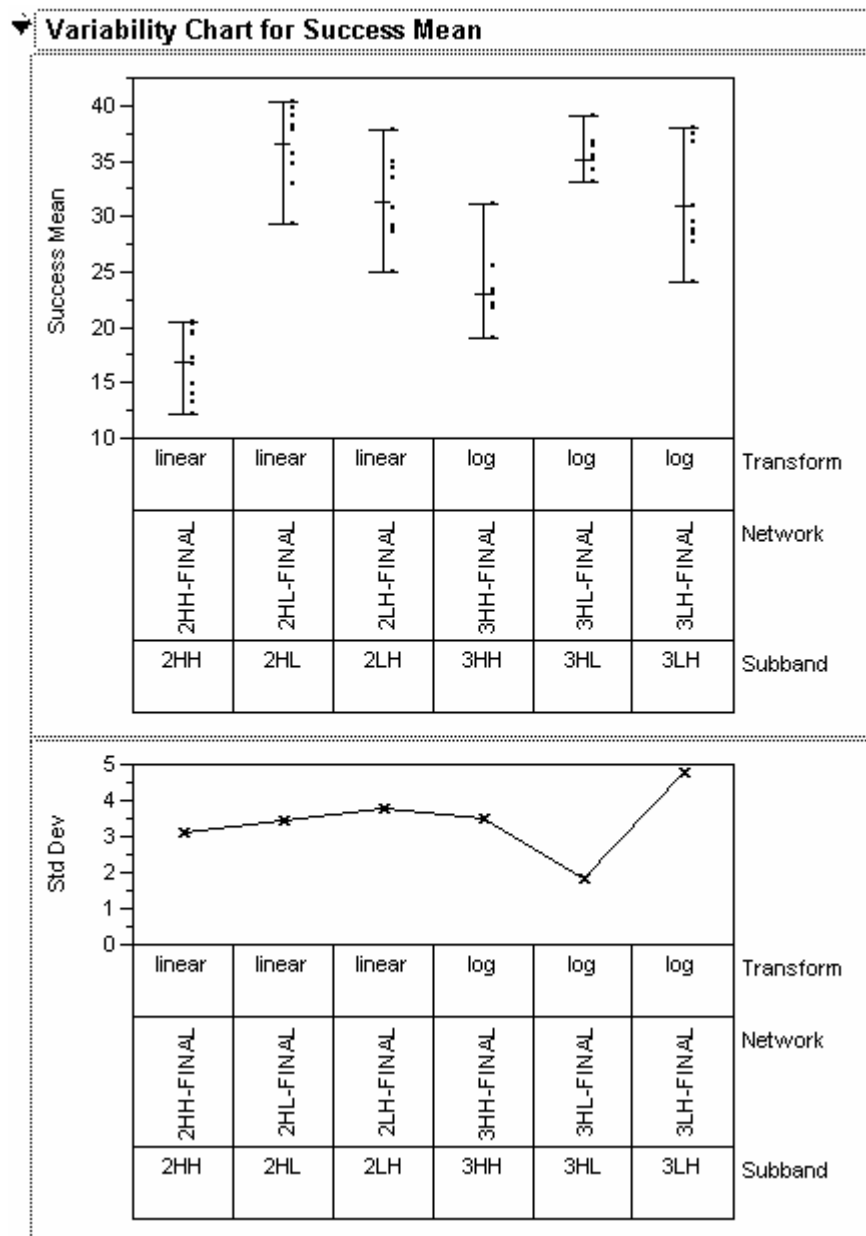 Variability Chart for Success Mean
Success Mean
40
35
30
25
20
15
10
linear linear linear log log log Transform
2HH-FINAL 2HL-FINAL 2LH-FINAL 3HH-FINAL 3HL-FINAL 3LH-FINAL Network
2HH 2HL 2LH 3HH 3HL 3LH Subband
Std Dev
5
4
3
2
1
0
linear linear linear log log log Transform
2HH-FINAL 2HL-FINAL 2LH-FINAL 3HH-FINAL 3HL-FINAL 3LH-FINAL Network
2HH 2HL 2LH 3HH 3HL 3LH Subband